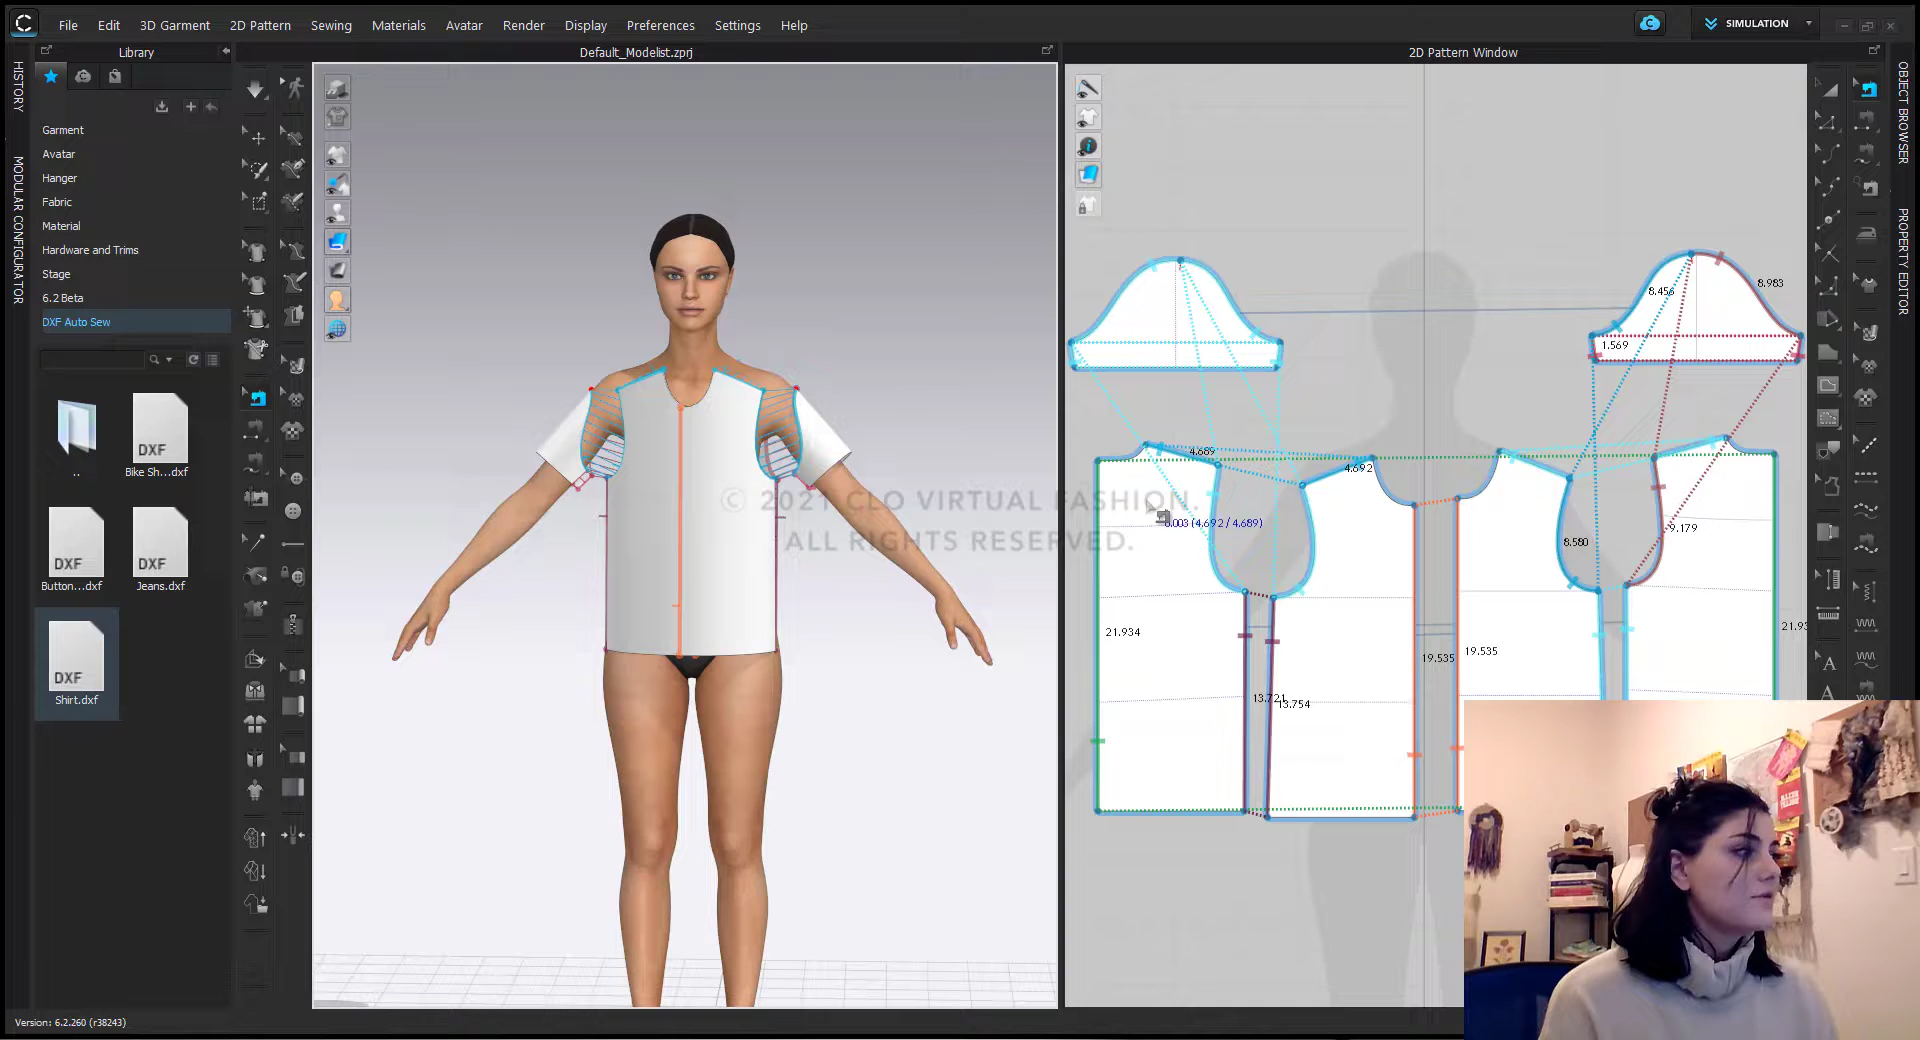 File Edit 3D Garment 2D Pattern Sewing Materials Avatar Render Display Preferences Settings Help
SIMULATION
Library
Default_Modelist.zprj
2D Pattern Window
HISTORY
MODULAR CONFIGURATOR
OBJECT BROWSER
PROPERTY EDITOR
Garment
Avatar
Hanger
Fabric
Material
Hardware and Trims
Stage
6.2 Beta
DXF Auto Sew
..
DXF
Bike Sh...dxf
DXF
Button...dxf
DXF
Jeans.dxf
DXF
Shirt.dxf
© 2021 CLO VIRTUAL FASHION.
ALL RIGHTS RESERVED.
8.456
8.983
1.569
4.689
4.692
0.003 (4.692 / 4.689)
8.580
9.179
21.934
13.721
13.754
19.535
19.535
Version: 6.2.260 (r38243)